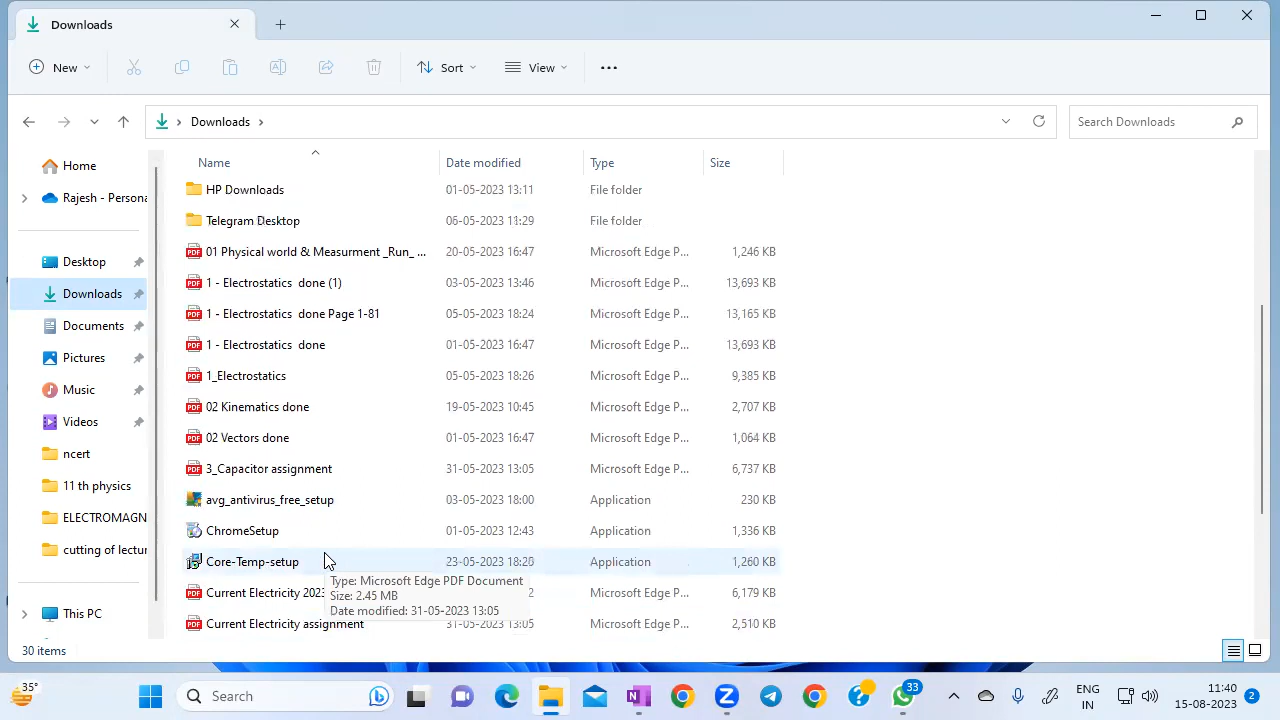 Downloads
New
Sort
View
Downloads
Search Downloads
Home
Rajesh - Persona
Desktop
Downloads
Documents
Pictures
Music
Videos
ncert
11 th physics
ELECTROMAGN
cutting of lectur
This PC
Name Date modified Type Size
HP Downloads 01-05-2023 13:11 File folder
Telegram Desktop 06-05-2023 11:29 File folder
01 Physical world & Measurment _Run_ ... 20-05-2023 16:47 Microsoft Edge P... 1,246 KB
1 - Electrostatics done (1) 03-05-2023 13:46 Microsoft Edge P... 13,693 KB
1 - Electrostatics done Page 1-81 05-05-2023 18:24 Microsoft Edge P... 13,165 KB
1 - Electrostatics done 01-05-2023 16:47 Microsoft Edge P... 13,693 KB
1_Electrostatics 05-05-2023 18:26 Microsoft Edge P... 9,385 KB
02 Kinematics done 19-05-2023 10:45 Microsoft Edge P... 2,707 KB
02 Vectors done 01-05-2023 16:47 Microsoft Edge P... 1,064 KB
3_Capacitor assignment 31-05-2023 13:05 Microsoft Edge P... 6,737 KB
avg_antivirus_free_setup 03-05-2023 18:00 Application 230 KB
ChromeSetup 01-05-2023 12:43 Application 1,336 KB
Core-Temp-setup 23-05-2023 Application 1,260 KB
Current Electricity Microsoft Edge P... 6,179 KB
Current Electricity assignment 31-05-2023 13:05 Microsoft Edge P... 2,510 KB
Type: Microsoft Edge PDF Document
Size: 2.45 MB
Date modified: 31-05-2023 13:05
30 items
35°
Search
33
ENG
IN
11:40
15-08-2023
2